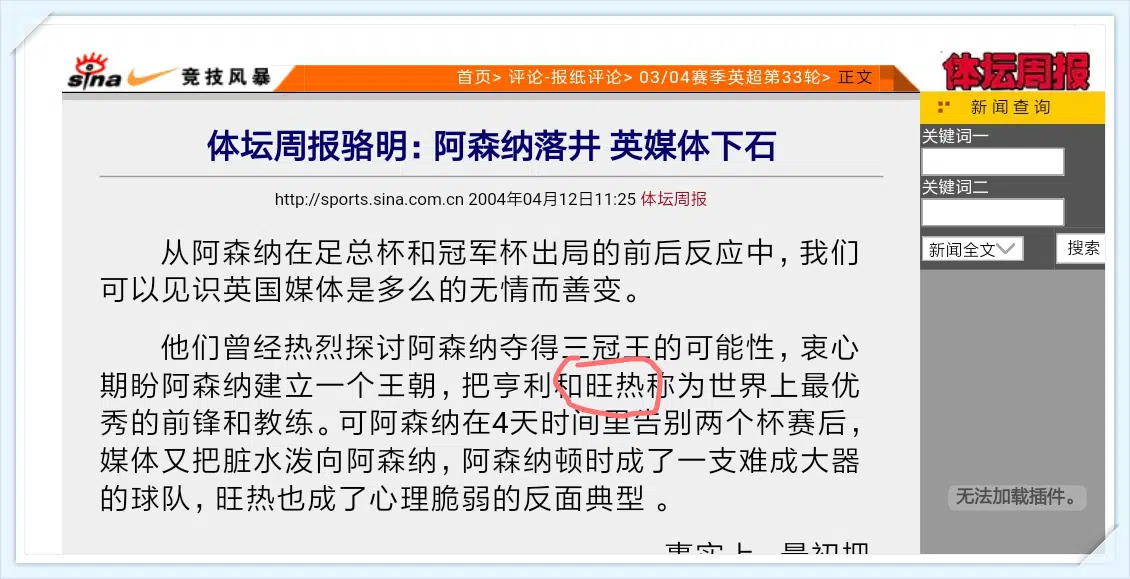 sina 竞技风暴
首页> 评论-报纸评论> 03/04赛季英超第33轮> 正文
体坛周报
新闻查询
关键词一
关键词二
新闻全文
搜索
体坛周报骆明：阿森纳落井 英媒体下石
http://sports.sina.com.cn 2004年04月12日11:25 体坛周报
从阿森纳在足总杯和冠军杯出局的前后反应中，我们
可以见识英国媒体是多么的无情而善变。
他们曾经热烈探讨阿森纳夺得三冠王的可能性，衷心
期盼阿森纳建立一个王朝，把亨利和旺热称为世界上最优
秀的前锋和教练。可阿森纳在4天时间里告别两个杯赛后，
媒体又把脏水泼向阿森纳，阿森纳顿时成了一支难成大器
的球队，旺热也成了心理脆弱的反面典型 。
无法加载插件。
事实上，最初把